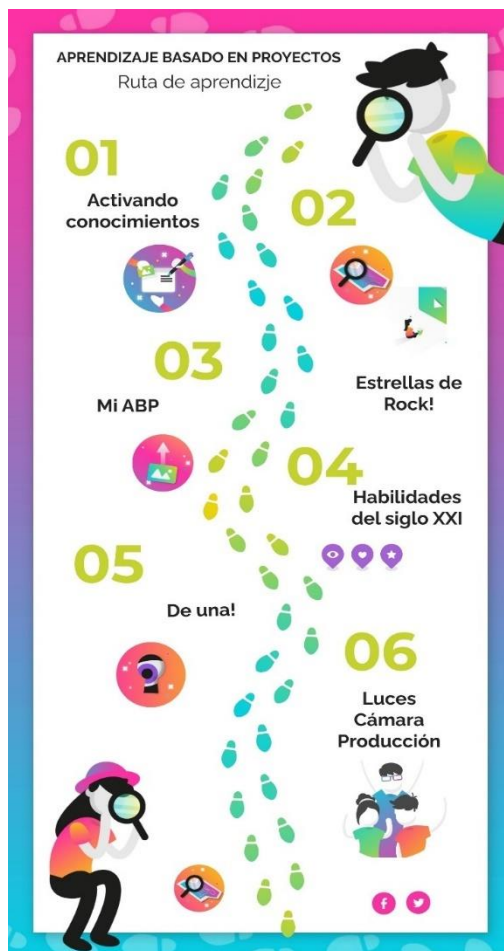 APRENDIZAJE BASADO EN PROYECTOS
Ruta de aprendizje
01
Activando
conocimientos
02
Estrellas de
Rock!
03
Mi ABP
04
Habilidades
del siglo XXI
05
De una!
06
Luces
Cámara
Producción